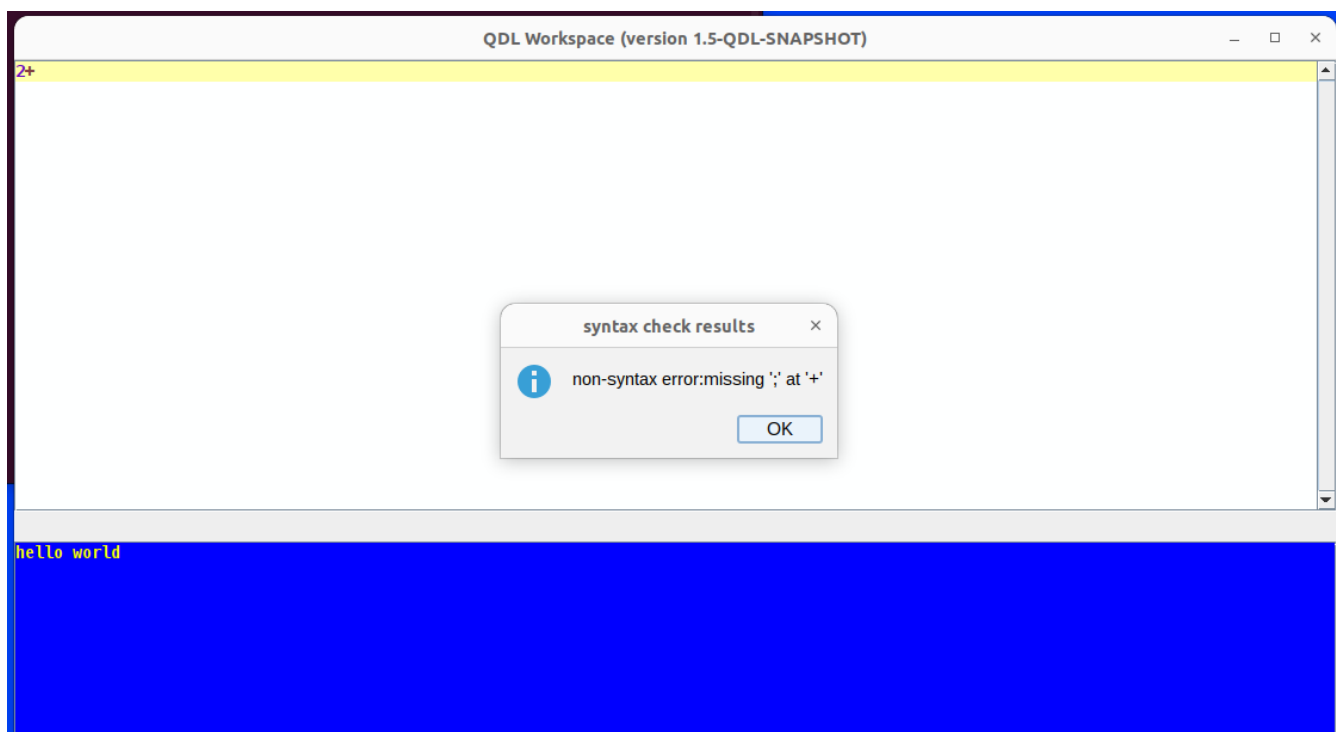 QDL Workspace (version 1.5-QDL-SNAPSHOT)
2+
syntax check results
non-syntax error:missing ';' at '+'
OK
hello world